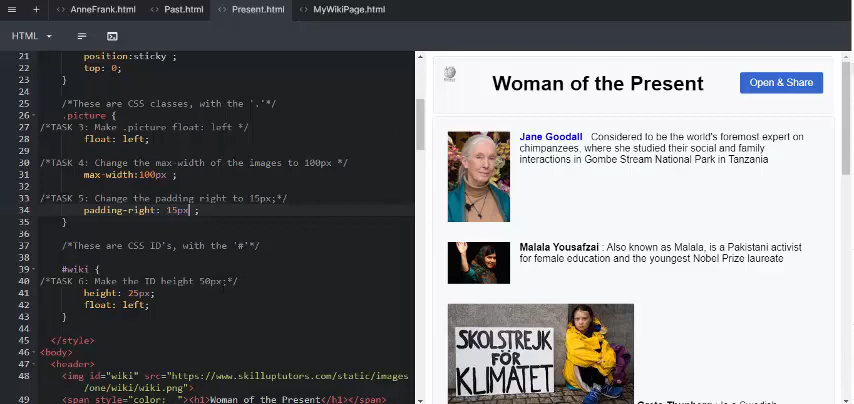 AnneFrank.html
Past.html
Present.html
MyWikiPage.html
HTML
21 position:sticky ;
22 top: 0;
23 }
24
25 /*These are CSS classes, with the '.'*/
26 .picture {
27 /*TASK 3: Make .picture float: left */
28 float: left;
29
30 /*TASK 4: Change the max-width of the images to 100px */
31 max-width:100px ;
32
33 /*TASK 5: Change the padding right to 15px;*/
34 padding-right: 15px ;
35 }
36
37 /*These are CSS ID's, with the '#'*/
38
39 #wiki {
40 /*TASK 6: Make the ID height 50px;*/
41 height: 25px;
42 float: left;
43 }
44
45 </style>
46 <body>
47 <header>
48 <img id="wiki" src="https://www.skilluptutors.com/static/images
/one/wiki/wiki.png">
49 <span style="color: "><h1>Woman of the Present</h1></span>
Woman of the Present
Open & Share
Jane Goodall Considered to be the world's foremost expert on
chimpanzees, where she studied their social and family
interactions in Gombe Stream National Park in Tanzania
Malala Yousafzai : Also known as Malala, is a Pakistani activist
for female education and the youngest Nobel Prize laureate
SKOLSTREJK
FÖR
KLIMATET
Greta Thunberg : Is a Swedish